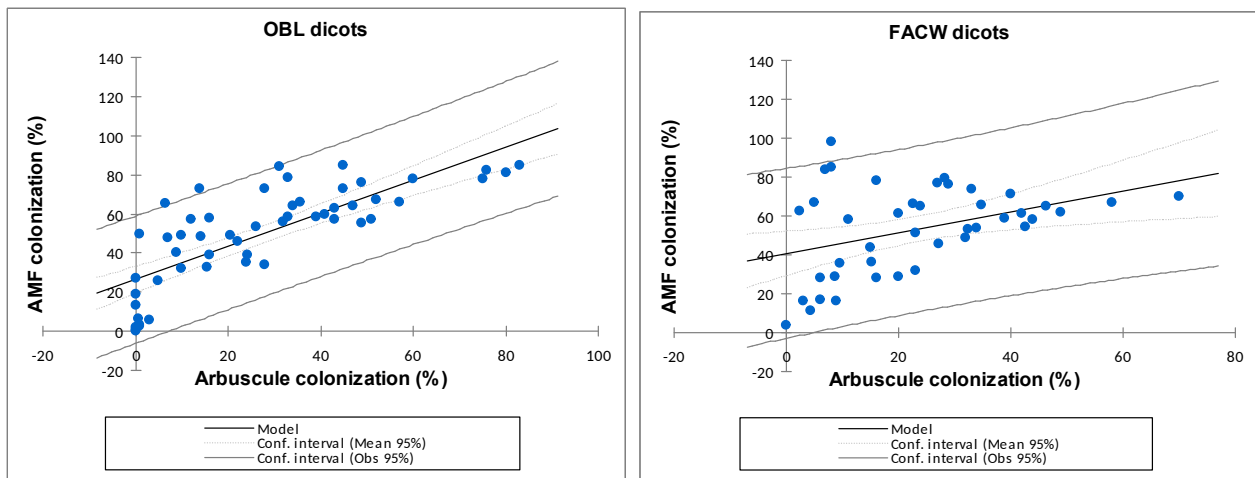 OBL dicots
140
120
100
80
60
40
20
0
-20
-20 0 20 40 60 80 100
AMF colonization (%)
Arbuscule colonization (%)
Model
Conf. interval (Mean 95%)
Conf. interval (Obs 95%)
FACW dicots
140
120
100
80
60
40
20
0
-20
-20 0 20 40 60 80
AMF colonization (%)
Arbuscule colonization (%)
Model
Conf. interval (Mean 95%)
Conf. interval (Obs 95%)